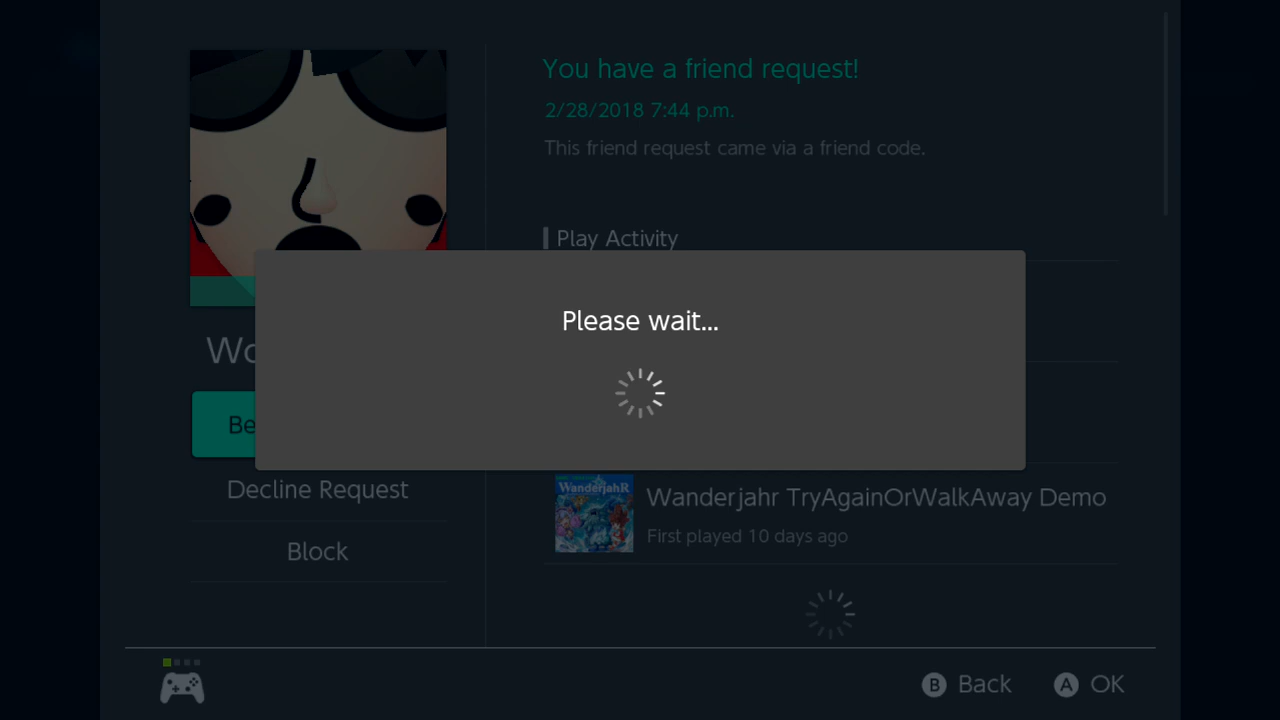 You have a friend request!
2/28/2018 7:44 p.m.
This friend request came via a friend code.
Play Activity
Please wait...
Decline Request
Block
WanderjahR
Wanderjahr TryAgainOrWalkAway Demo
First played 10 days ago
B Back
A OK